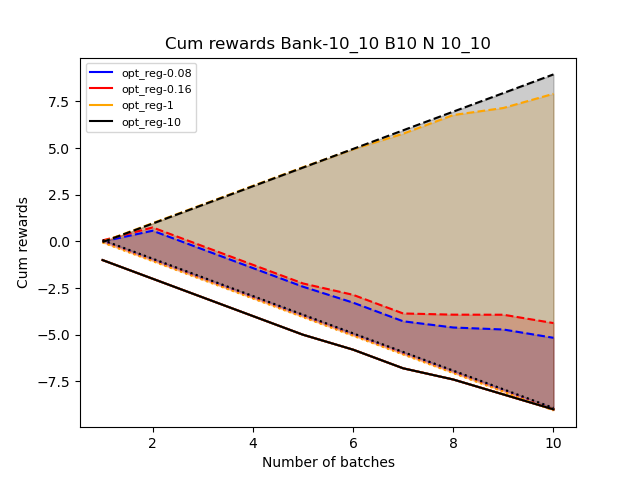 Cum rewards Bank-10_10 B10 N 10_10
opt_reg-0.08
opt_reg-0.16
opt_reg-1
opt_reg-10
7.5
5.0
2.5
0.0
−2.5
−5.0
−7.5
Cum rewards
2 4 6 8 10
Number of batches